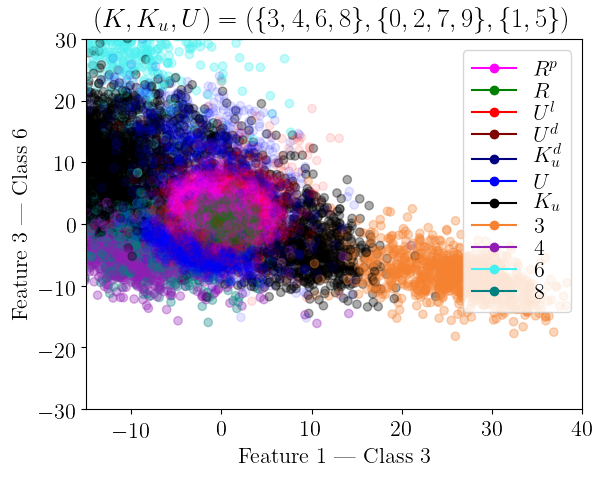 (K, K_u, U) = ({3, 4, 6, 8}, {0, 2, 7, 9}, {1, 5})
30
20
10
0
−10
−20
−30
Feature 3 — Class 6
R^p
R
U^l
U^d
K_u^d
U
K_u
3
4
6
8
−10 0 10 20 30 40
Feature 1 — Class 3